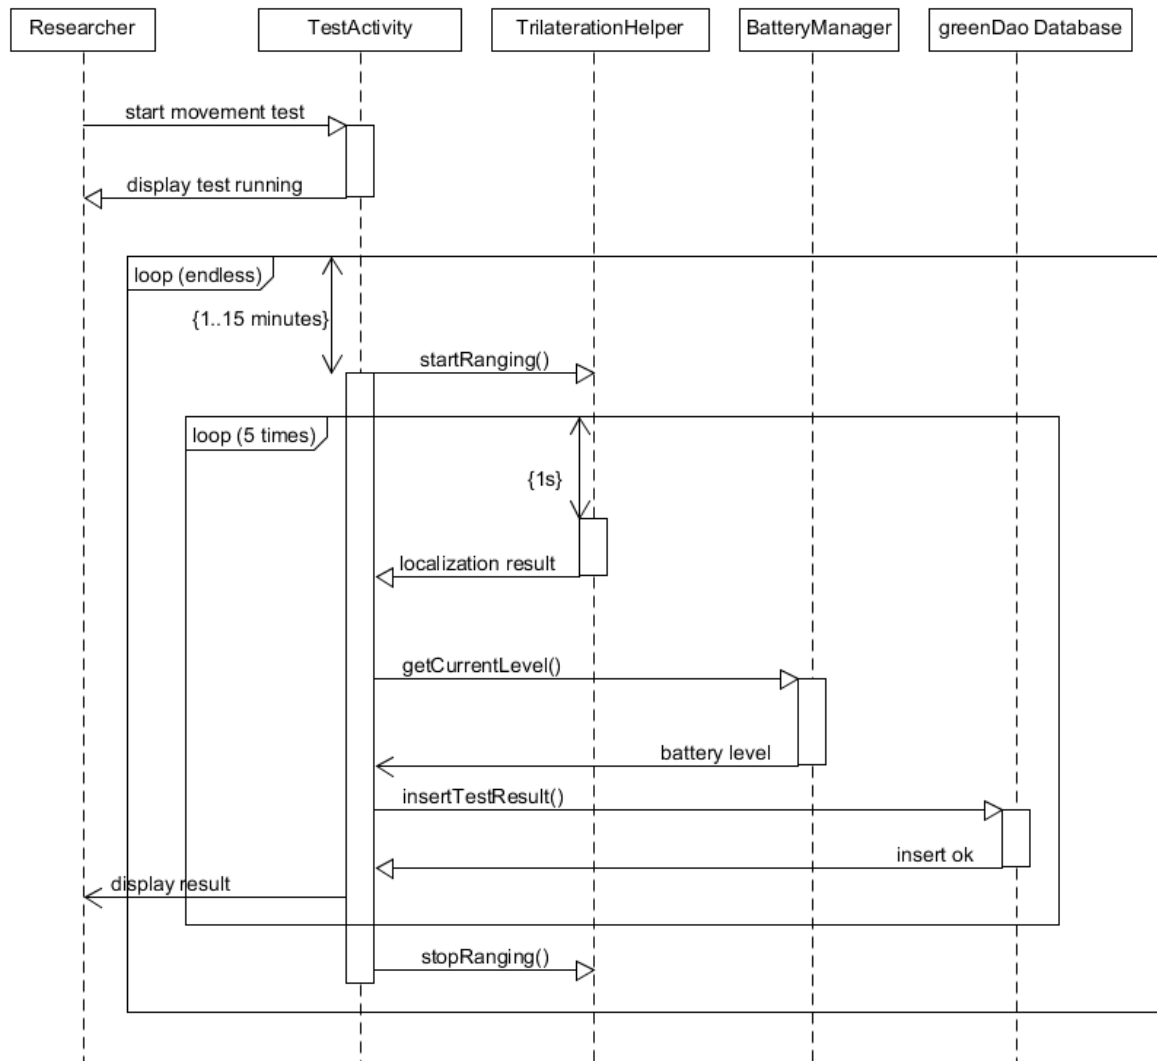 Researcher
TestActivity
TrilaterationHelper
BatteryManager
greenDao Database
start movement test
display test running
loop (endless)
{1..15 minutes}
startRanging()
loop (5 times)
{1s}
localization result
getCurrentLevel()
battery level
insertTestResult()
insert ok
display result
stopRanging()